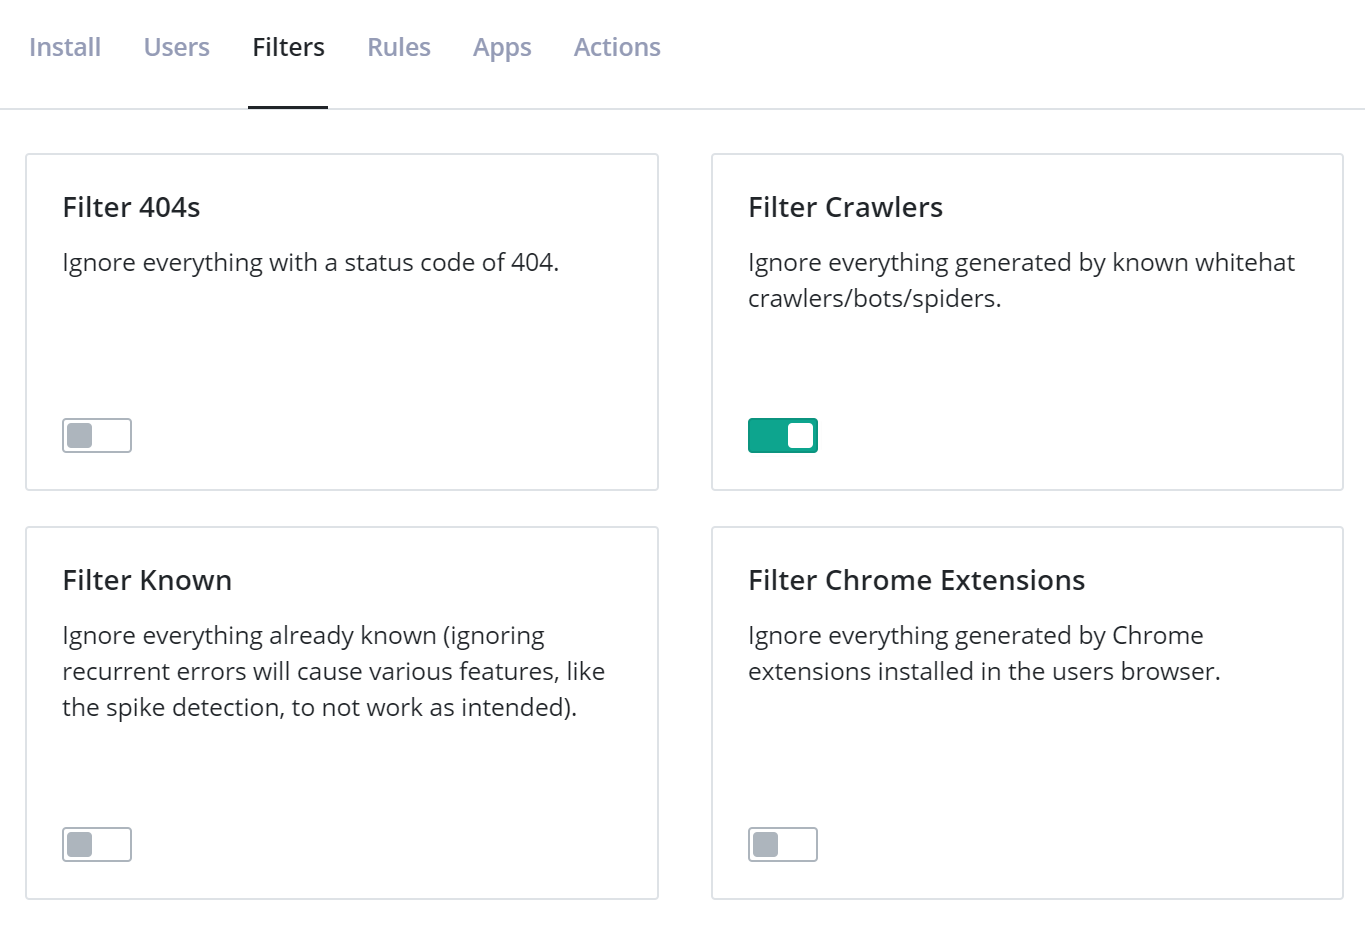 Install Users Filters Rules Apps Actions
Filter 404s
Ignore everything with a status code of 404.
Filter Crawlers
Ignore everything generated by known whitehat
crawlers/bots/spiders.
Filter Known
Ignore everything already known (ignoring
recurrent errors will cause various features, like
the spike detection, to not work as intended).
Filter Chrome Extensions
Ignore everything generated by Chrome
extensions installed in the users browser.